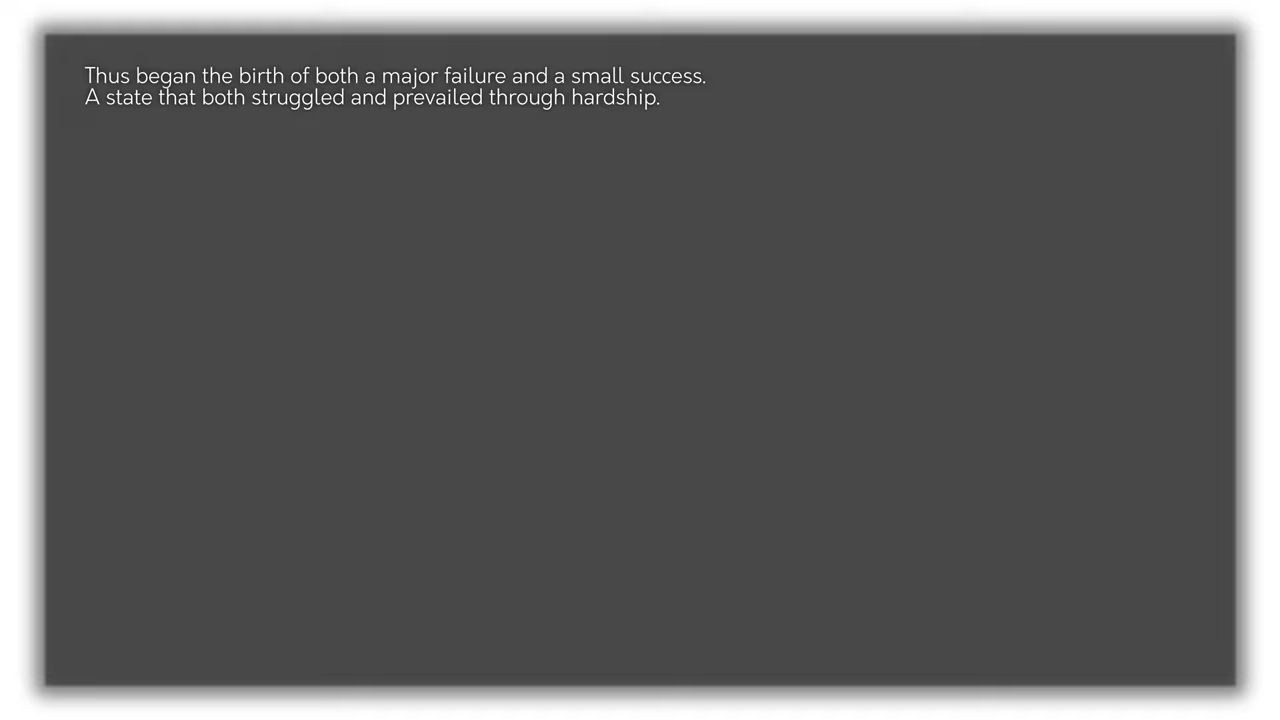 Thus began the birth of both a major failure and a small success.
A state that both struggled and prevailed through hardship.